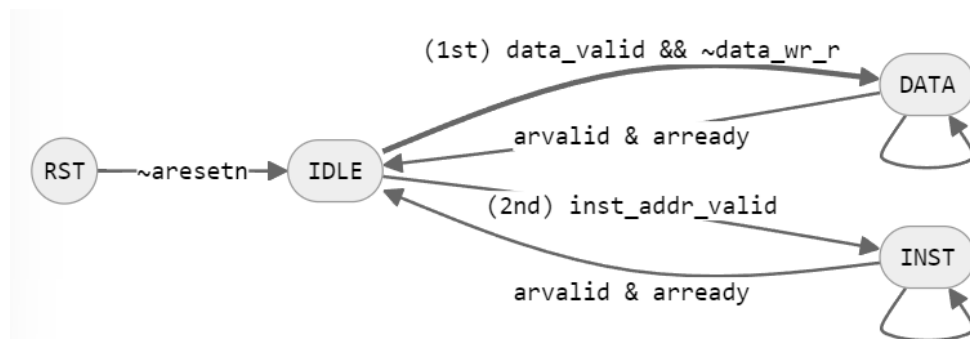 (1st) data_valid && ~data_wr_r
DATA
arvalid & arready
RST
~aresetn
IDLE
(2nd) inst_addr_valid
INST
arvalid & arready